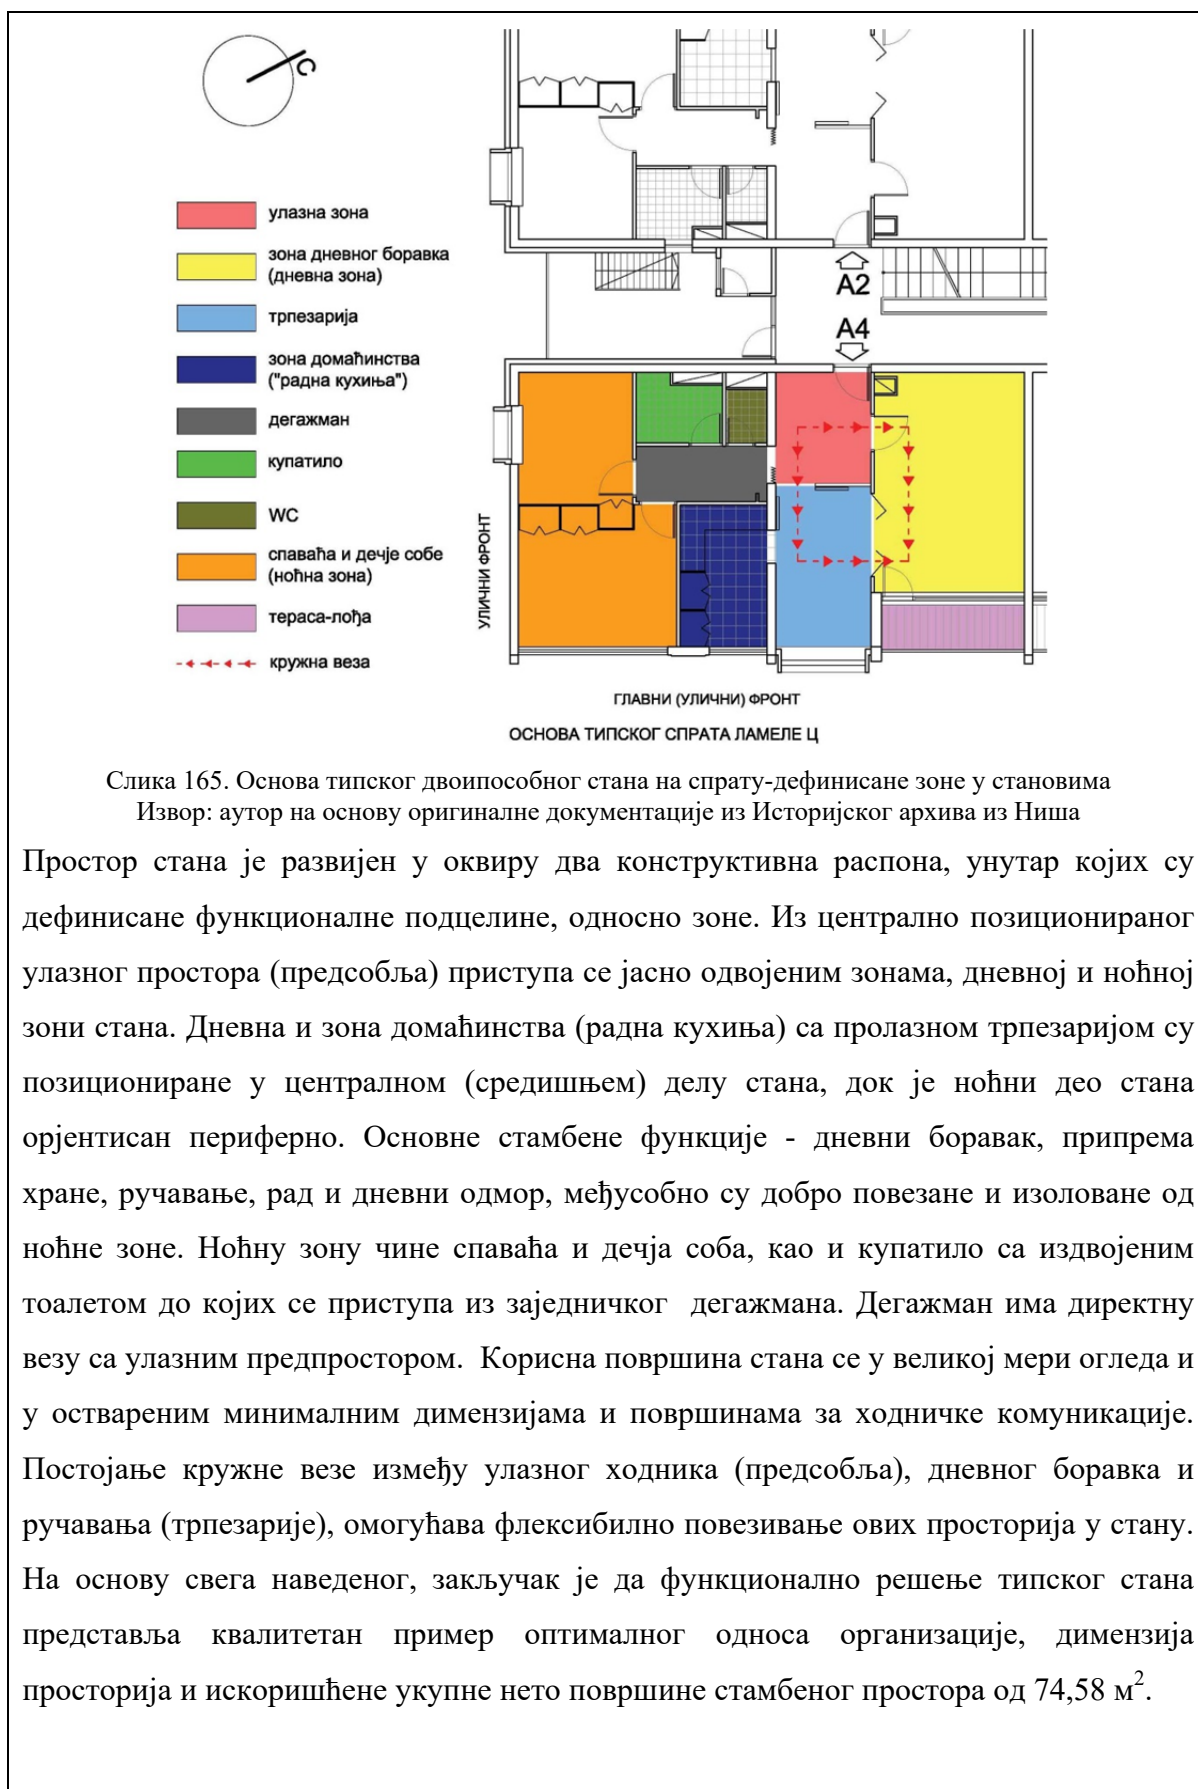 С
улазна зона
зона дневног боравка
(дневна зона)
трпезарија
зона домаћинства
("радна кухиња")
дегажман
купатило
WC
спаваћа и дечје собе
(ноћна зона)
тераса-лођа
кружна веза
А2
А4
УЛИЧНИ ФРОНТ
ГЛАВНИ (УЛИЧНИ) ФРОНТ
ОСНОВА ТИПСКОГ СПРАТА ЛАМЕЛЕ Ц
Слика 165. Основа типског двоипособног стана на спрату-дефинисане зоне у становима
Извор: аутор на основу оригиналне документације из Историјског архива из Ниша
Простор стана је развијен у оквиру два конструктивна распона, унутар којих су
дефинисане функционалне подцелине, односно зоне. Из централно позиционираног
улазног простора (предсобља) приступа се јасно одвојеним зонама, дневној и ноћној
зони стана. Дневна и зона домаћинства (радна кухиња) са пролазном трпезаријом су
позициониране у централном (средишњем) делу стана, док је ноћни део стана
орјентисан периферно. Основне стамбене функције - дневни боравак, припрема
хране, ручавање, рад и дневни одмор, међусобно су добро повезане и изоловане од
ноћне зоне. Ноћну зону чине спаваћа и дечја соба, као и купатило са издвојеним
тоалетом до којих се приступа из заједничког дегажмана. Дегажман има директну
везу са улазним предпростором. Корисна површина стана се у великој мери огледа и
у оствареним минималним димензијама и површинама за ходничке комуникације.
Постојање кружне везе између улазног ходника (предсобља), дневног боравка и
ручавања (трпезарије), омогућава флексибилно повезивање ових просторија у стану.
На основу свега наведеног, закључак је да функционално решење типског стана
представља квалитетан пример оптималног односа организације, димензија
просторија и искоришћене укупне нето површине стамбеног простора од 74,58 м².